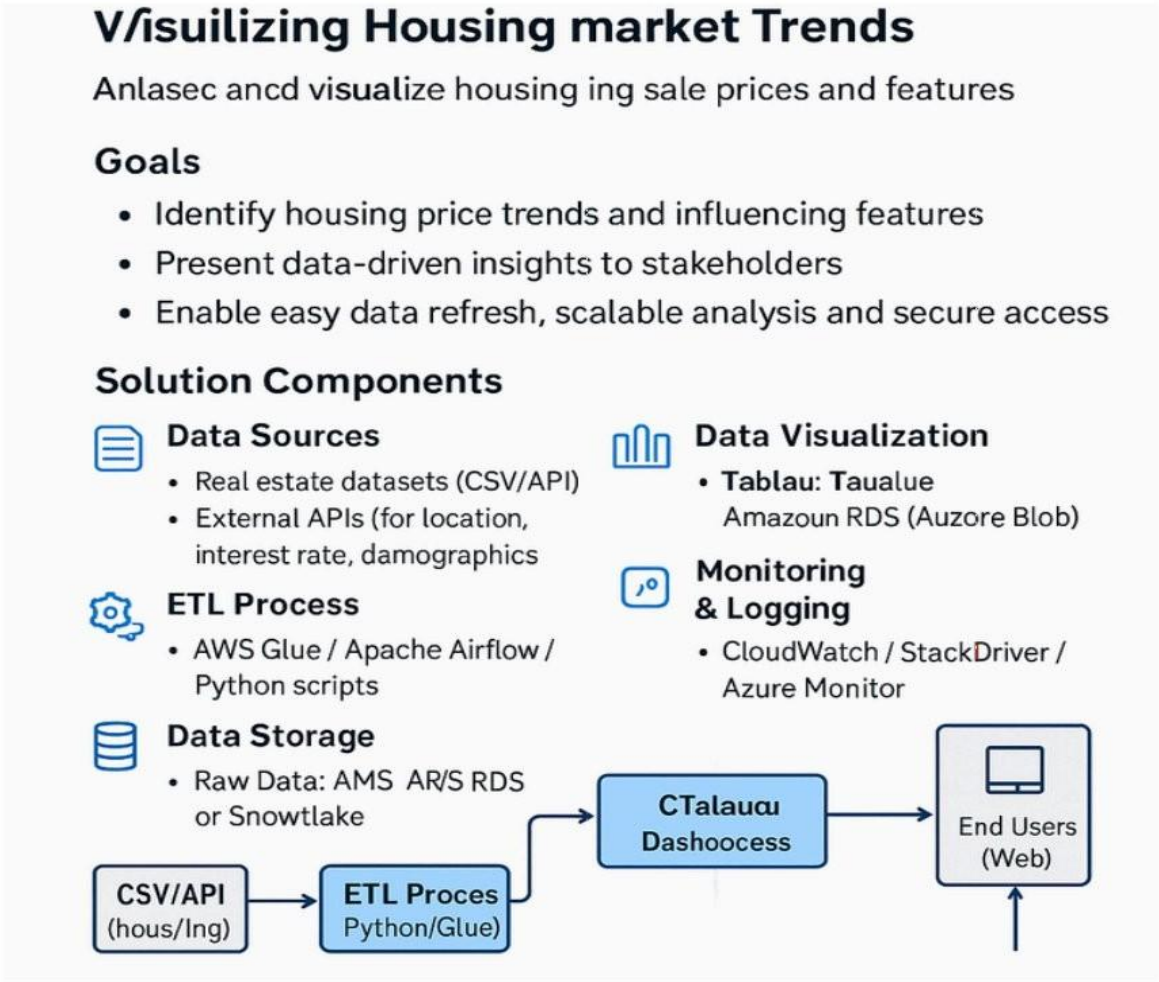 V/isuilizing Housing market Trends
Anlasec ancd visualize housing ing sale prices and features
Goals
• Identify housing price trends and influencing features
• Present data-driven insights to stakeholders
• Enable easy data refresh, scalable analysis and secure access
Solution Components
Data Sources
• Real estate datasets (CSV/API)
• External APIs (for location,
interest rate, damographics
ETL Process
• AWS Glue / Apache Airflow /
Python scripts
Data Storage
• Raw Data: AMS AR/S RDS
or Snowtlake
Data Visualization
• Tablau: Taualue
Amazoun RDS (Auzore Blob)
Monitoring
& Logging
• CloudWatch / StackDriver /
Azure Monitor
CSV/API
(hous/Ing)
ETL Proces
Python/Glue)
CTalauau
Dashoocess
End Users
(Web)